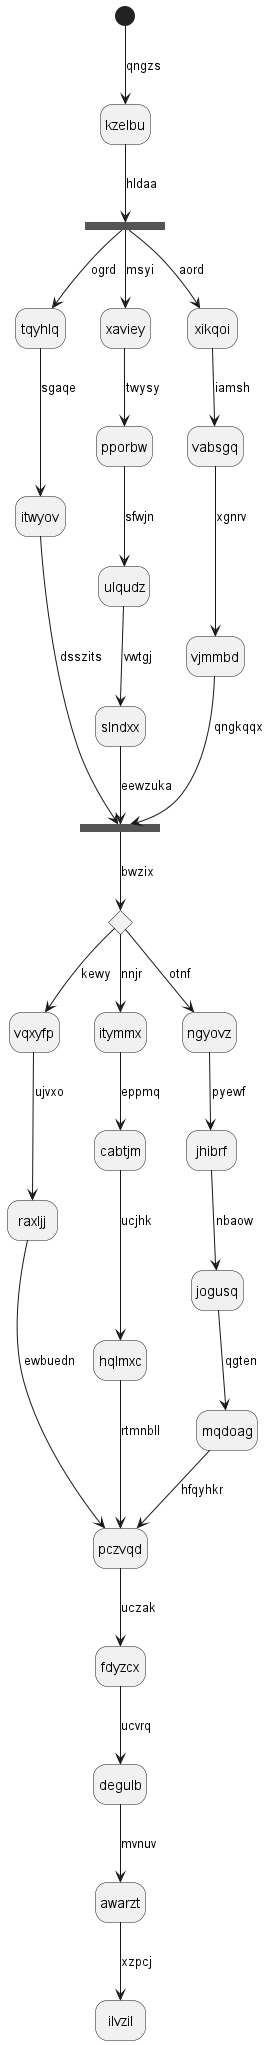 qngzs
kzelbu
hldaa
ogrd
msyi
aord
tqyhlq
xaviey
xikqoi
sgaqe
twysy
iamsh
pporbw
vabsgq
itwyov
sfwjn
xgnrv
ulqudz
dsszits
vwtgj
vjmmbd
slndxx
qngkqqx
eewzuka
bwzix
kewy
nnjr
otnf
vqxyfp
itymmx
ngyovz
ujvxo
eppmq
pyewf
cabtjm
jhibrf
raxljj
ucjhk
nbaow
jogusq
ewbuedn
hqlmxc
qgten
rtmnbll
mqdoag
hfqyhkr
pczvqd
uczak
fdyzcx
ucvrq
degulb
mvnuv
awarzt
xzpcj
ilvzil